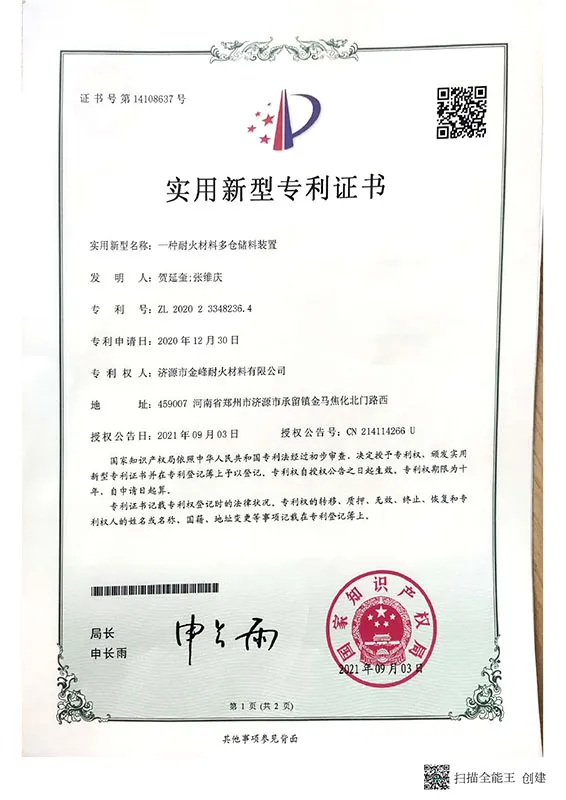 证书号第14108637号
实用新型专利证书
实用新型名称：一种耐火材料多仓储料装置
发明人：贺延奎;张维庆
专利号：ZL 2020 2 3348236.4
专利申请日：2020年12月30日
专利权人：济源市金峰耐火材料有限公司
地址：459007 河南省郑州市济源市承留镇金马焦化北门路西
授权公告日：2021年09月03日 授权公告号：CN 214114266 U
国家知识产权局依照中华人民共和国专利法经过初步审查，决定授予专利权，颁发实用
新型专利证书并在专利登记簿上予以登记。专利权自授权公告之日起生效。专利权期限为十
年，自申请日起算。
专利证书记载专利权登记时的法律状况。专利权的转移、质押、无效、终止、恢复和专
利权人的姓名或名称、国籍、地址变更等事项记载在专利登记簿上。
局长
申长雨
申长雨
国家知识产权局
2021年09月03日
第1页(共2页)
其他事项参见背面
扫描全能王 创建